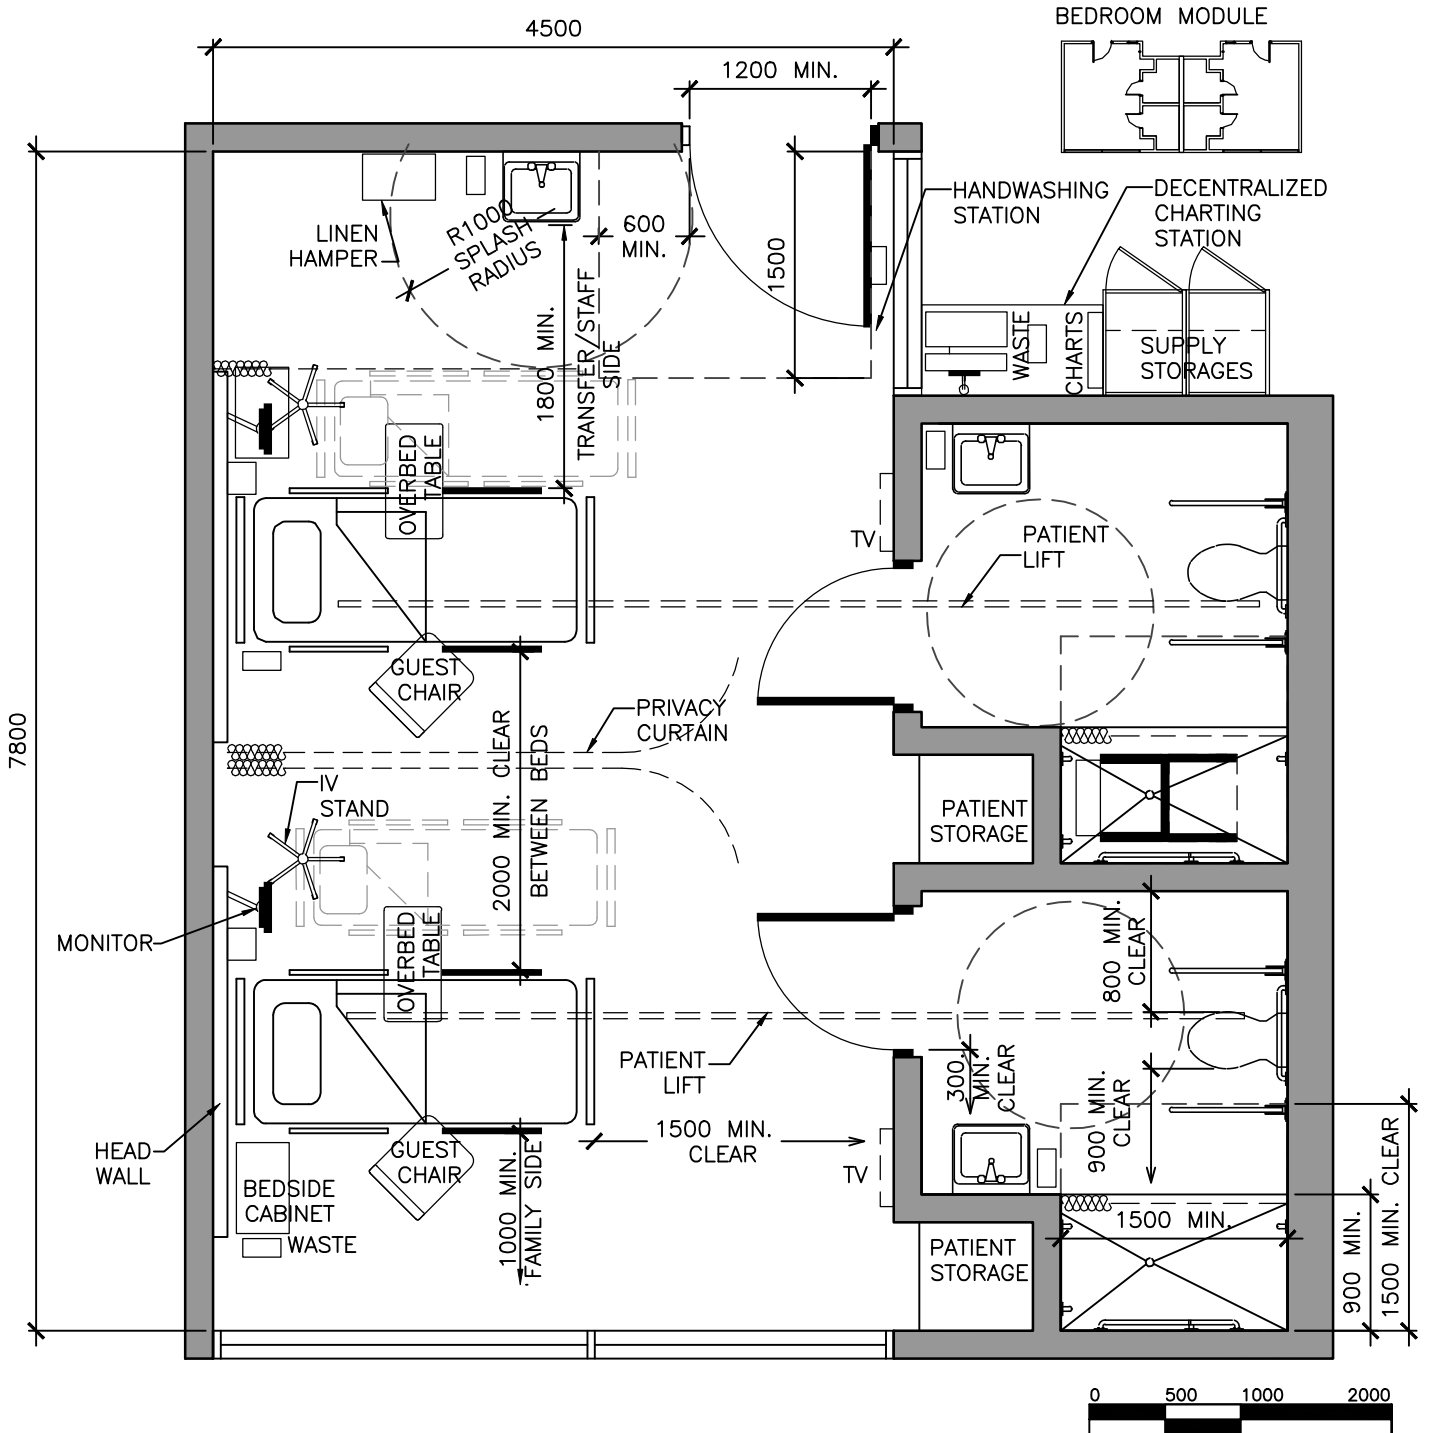 BEDROOM MODULE
4500
1200 MIN.
HANDWASHING
STATION
DECENTRALIZED
CHARTING
STATION
LINEN
HAMPER
R1000
SPLASH
RADIUS
600
MIN.
1500
1800 MIN.
TRANSFER/STAFF
SIDE
WASTE
CHARTS
SUPPLY
STORAGES
OVERBED
TABLE
TV
PATIENT
LIFT
GUEST
CHAIR
PRIVACY
CURTAIN
7800
2000 MIN. CLEAR
BETWEEN BEDS
IV
STAND
PATIENT
STORAGE
MONITOR
OVERBED
TABLE
800 MIN.
CLEAR
PATIENT
LIFT
300.
MIN.
CLEAR
900 MIN.
CLEAR
1500 MIN.
CLEAR
HEAD
WALL
GUEST
CHAIR
TV
BEDSIDE
CABINET
WASTE
1000 MIN.
FAMILY SIDE
PATIENT
STORAGE
1500 MIN.
900 MIN.
1500 MIN. CLEAR
0 500 1000 2000